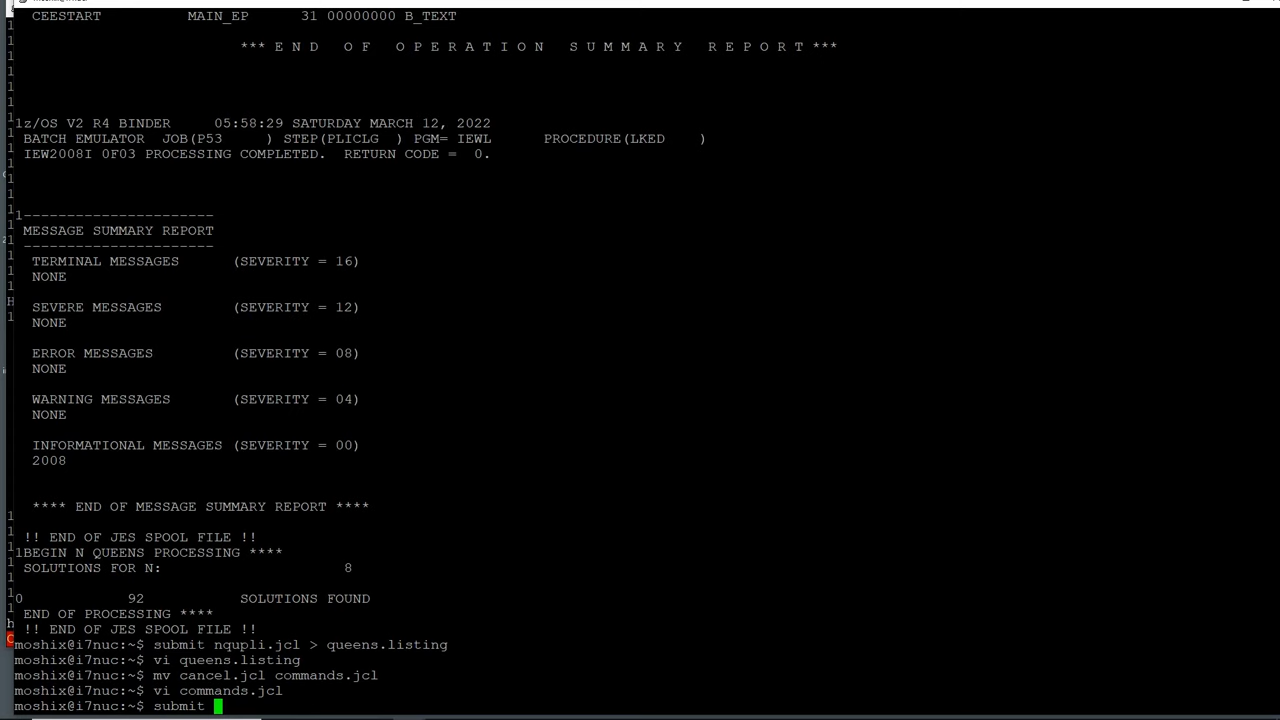 CEESTART MAIN_EP 31 00000000 B_TEXT
*** E N D O F O P E R A T I O N S U M M A R Y R E P O R T ***
1z/OS V2 R4 BINDER 05:58:29 SATURDAY MARCH 12, 2022
BATCH EMULATOR JOB(P53 ) STEP(PLICLG ) PGM= IEWL PROCEDURE(LKED )
IEW2008I 0F03 PROCESSING COMPLETED. RETURN CODE = 0.
1----------------------
MESSAGE SUMMARY REPORT
----------------------
TERMINAL MESSAGES (SEVERITY = 16)
NONE
SEVERE MESSAGES (SEVERITY = 12)
NONE
ERROR MESSAGES (SEVERITY = 08)
NONE
WARNING MESSAGES (SEVERITY = 04)
NONE
INFORMATIONAL MESSAGES (SEVERITY = 00)
2008
**** END OF MESSAGE SUMMARY REPORT ****
!! END OF JES SPOOL FILE !!
1BEGIN N QUEENS PROCESSING ****
SOLUTIONS FOR N: 8
0 92 SOLUTIONS FOUND
END OF PROCESSING ****
!! END OF JES SPOOL FILE !!
moshix@i7nuc:~$ submit nqupli.jcl > queens.listing
moshix@i7nuc:~$ vi queens.listing
moshix@i7nuc:~$ mv cancel.jcl commands.jcl
moshix@i7nuc:~$ vi commands.jcl
moshix@i7nuc:~$ submit